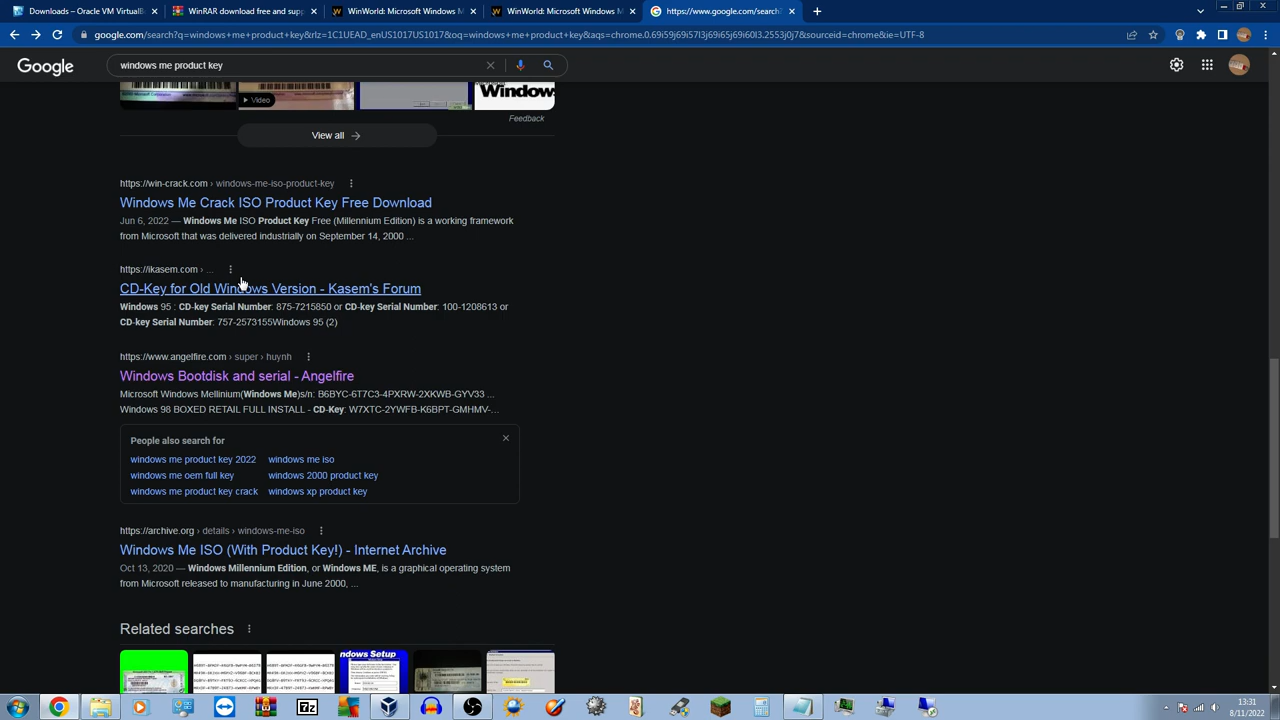 Downloads – Oracle VM VirtualB
WinRAR download free and supp
WinWorld: Microsoft Windows M
WinWorld: Microsoft Windows M
https://www.google.com/search?
google.com/search?q=windows+me+product+key&rlz=1C1UEAD_enUS1017US1017&oq=windows+me+product+key&aqs=chrome.0.69i59j69i57l3j69i65j69i60l3.2553j0j7&sourceid=chrome&ie=UTF-8
Google
windows me product key
Video
Windows
Feedback
View all
https://win-crack.com › windows-me-iso-product-key
Windows Me Crack ISO Product Key Free Download
Jun 6, 2022 — Windows Me ISO Product Key Free (Millennium Edition) is a working framework
from Microsoft that was delivered industrially on September 14, 2000 ...
https://ikasem.com › ...
CD-Key for Old Windows Version - Kasem's Forum
Windows 95 : CD-key Serial Number: 875-7215850 or CD-key Serial Number: 100-1208613 or
CD-key Serial Number: 757-2573155Windows 95 (2)
https://www.angelfire.com › super › huynh
Windows Bootdisk and serial - Angelfire
Microsoft Windows Mellinium(Windows Me)s/n: B6BYC-6T7C3-4PXRW-2XKWB-GYV33 ...
Windows 98 BOXED RETAIL FULL INSTALL - CD-Key: W7XTC-2YWFB-K6BPT-GMHMV-...
People also search for
windows me product key 2022
windows me iso
windows me oem full key
windows 2000 product key
windows me product key crack
windows xp product key
https://archive.org › details › windows-me-iso
Windows Me ISO (With Product Key!) - Internet Archive
Oct 13, 2020 — Windows Millennium Edition, or Windows ME, is a graphical operating system
from Microsoft released to manufacturing in June 2000, ...
Related searches
ndows Setup
13:31
8/11/2022